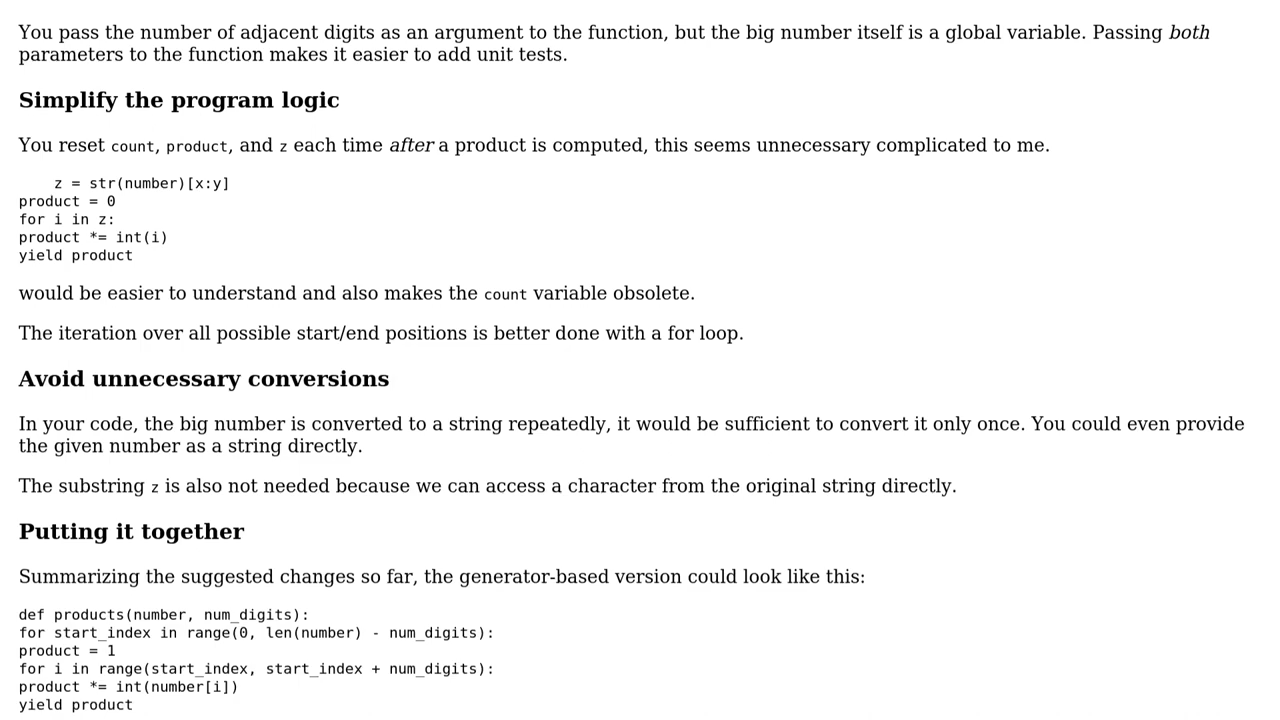 You pass the number of adjacent digits as an argument to the function, but the big number itself is a global variable. Passing both
parameters to the function makes it easier to add unit tests.
Simplify the program logic
You reset count, product, and z each time after a product is computed, this seems unnecessary complicated to me.
    z = str(number)[x:y]
product = 0
for i in z:
product *= int(i)
yield product
would be easier to understand and also makes the count variable obsolete.
The iteration over all possible start/end positions is better done with a for loop.
Avoid unnecessary conversions
In your code, the big number is converted to a string repeatedly, it would be sufficient to convert it only once. You could even provide
the given number as a string directly.
The substring z is also not needed because we can access a character from the original string directly.
Putting it together
Summarizing the suggested changes so far, the generator-based version could look like this:
def products(number, num_digits):
for start_index in range(0, len(number) - num_digits):
product = 1
for i in range(start_index, start_index + num_digits):
product *= int(number[i])
yield product